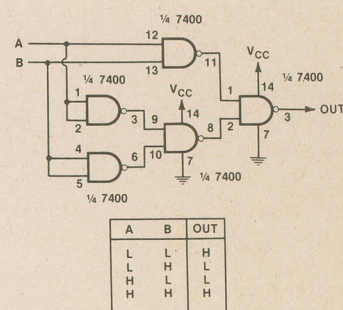 ¼ 7400
A
12
B
13
11
¼ 7400
VCC
VCC
¼ 7400
1
2
3
9
14
1
14
4
5
6
10
8
2
3
OUT
7
7
¼ 7400
¼ 7400
A B OUT
L L H
L H L
H L L
H H H